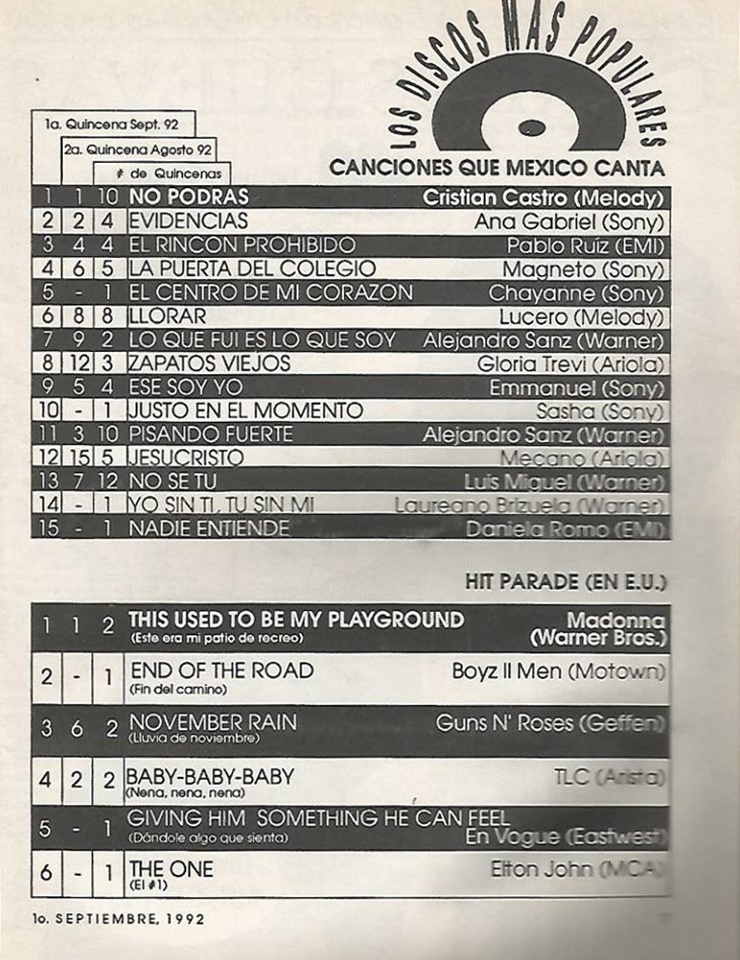 LOS DISCOS MAS POPULARES
1a. Quincena Sept. 92
2a. Quincena Agosto 92
# de Quincenas
CANCIONES QUE MEXICO CANTA
1 1 10 NO PODRAS Cristian Castro (Melody)
2 2 4 EVIDENCIAS Ana Gabriel (Sony)
3 4 4 EL RINCON PROHIBIDO Pablo Ruíz (EMI)
4 6 5 LA PUERTA DEL COLEGIO Magneto (Sony)
5 - 1 EL CENTRO DE MI CORAZON Chayanne (Sony)
6 8 8 LLORAR Lucero (Melody)
7 9 2 LO QUE FUI ES LO QUE SOY Alejandro Sanz (Warner)
8 12 3 ZAPATOS VIEJOS Gloria Trevi (Ariola)
9 5 4 ESE SOY YO Emmanuel (Sony)
10 - 1 JUSTO EN EL MOMENTO Sasha (Sony)
11 3 10 PISANDO FUERTE Alejandro Sanz (Warner)
12 15 5 JESUCRISTO Mecano (Ariola)
13 7 12 NO SE TU Luis Miguel (Warner)
14 - 1 YO SIN TI, TU SIN MI Laureano Brizuela (Warner)
15 - 1 NADIE ENTIENDE Daniela Romo (EMI)
HIT PARADE (EN E.U.)
1 1 2 THIS USED TO BE MY PLAYGROUND Madonna
(Este era mi patio de recreo) (Warner Bros.)
2 - 1 END OF THE ROAD Boyz II Men (Motown)
(Fin del camino)
3 6 2 NOVEMBER RAIN Guns N' Roses (Geffen)
(Lluvia de noviembre)
4 2 2 BABY-BABY-BABY TLC (Arista)
(Nena, nena, nena)
5 - 1 GIVING HIM SOMETHING HE CAN FEEL
(Dándole algo que sienta) En Vogue (Eastwest)
6 - 1 THE ONE Elton John (MCA)
(El #1)
1o. SEPTIEMBRE, 1992